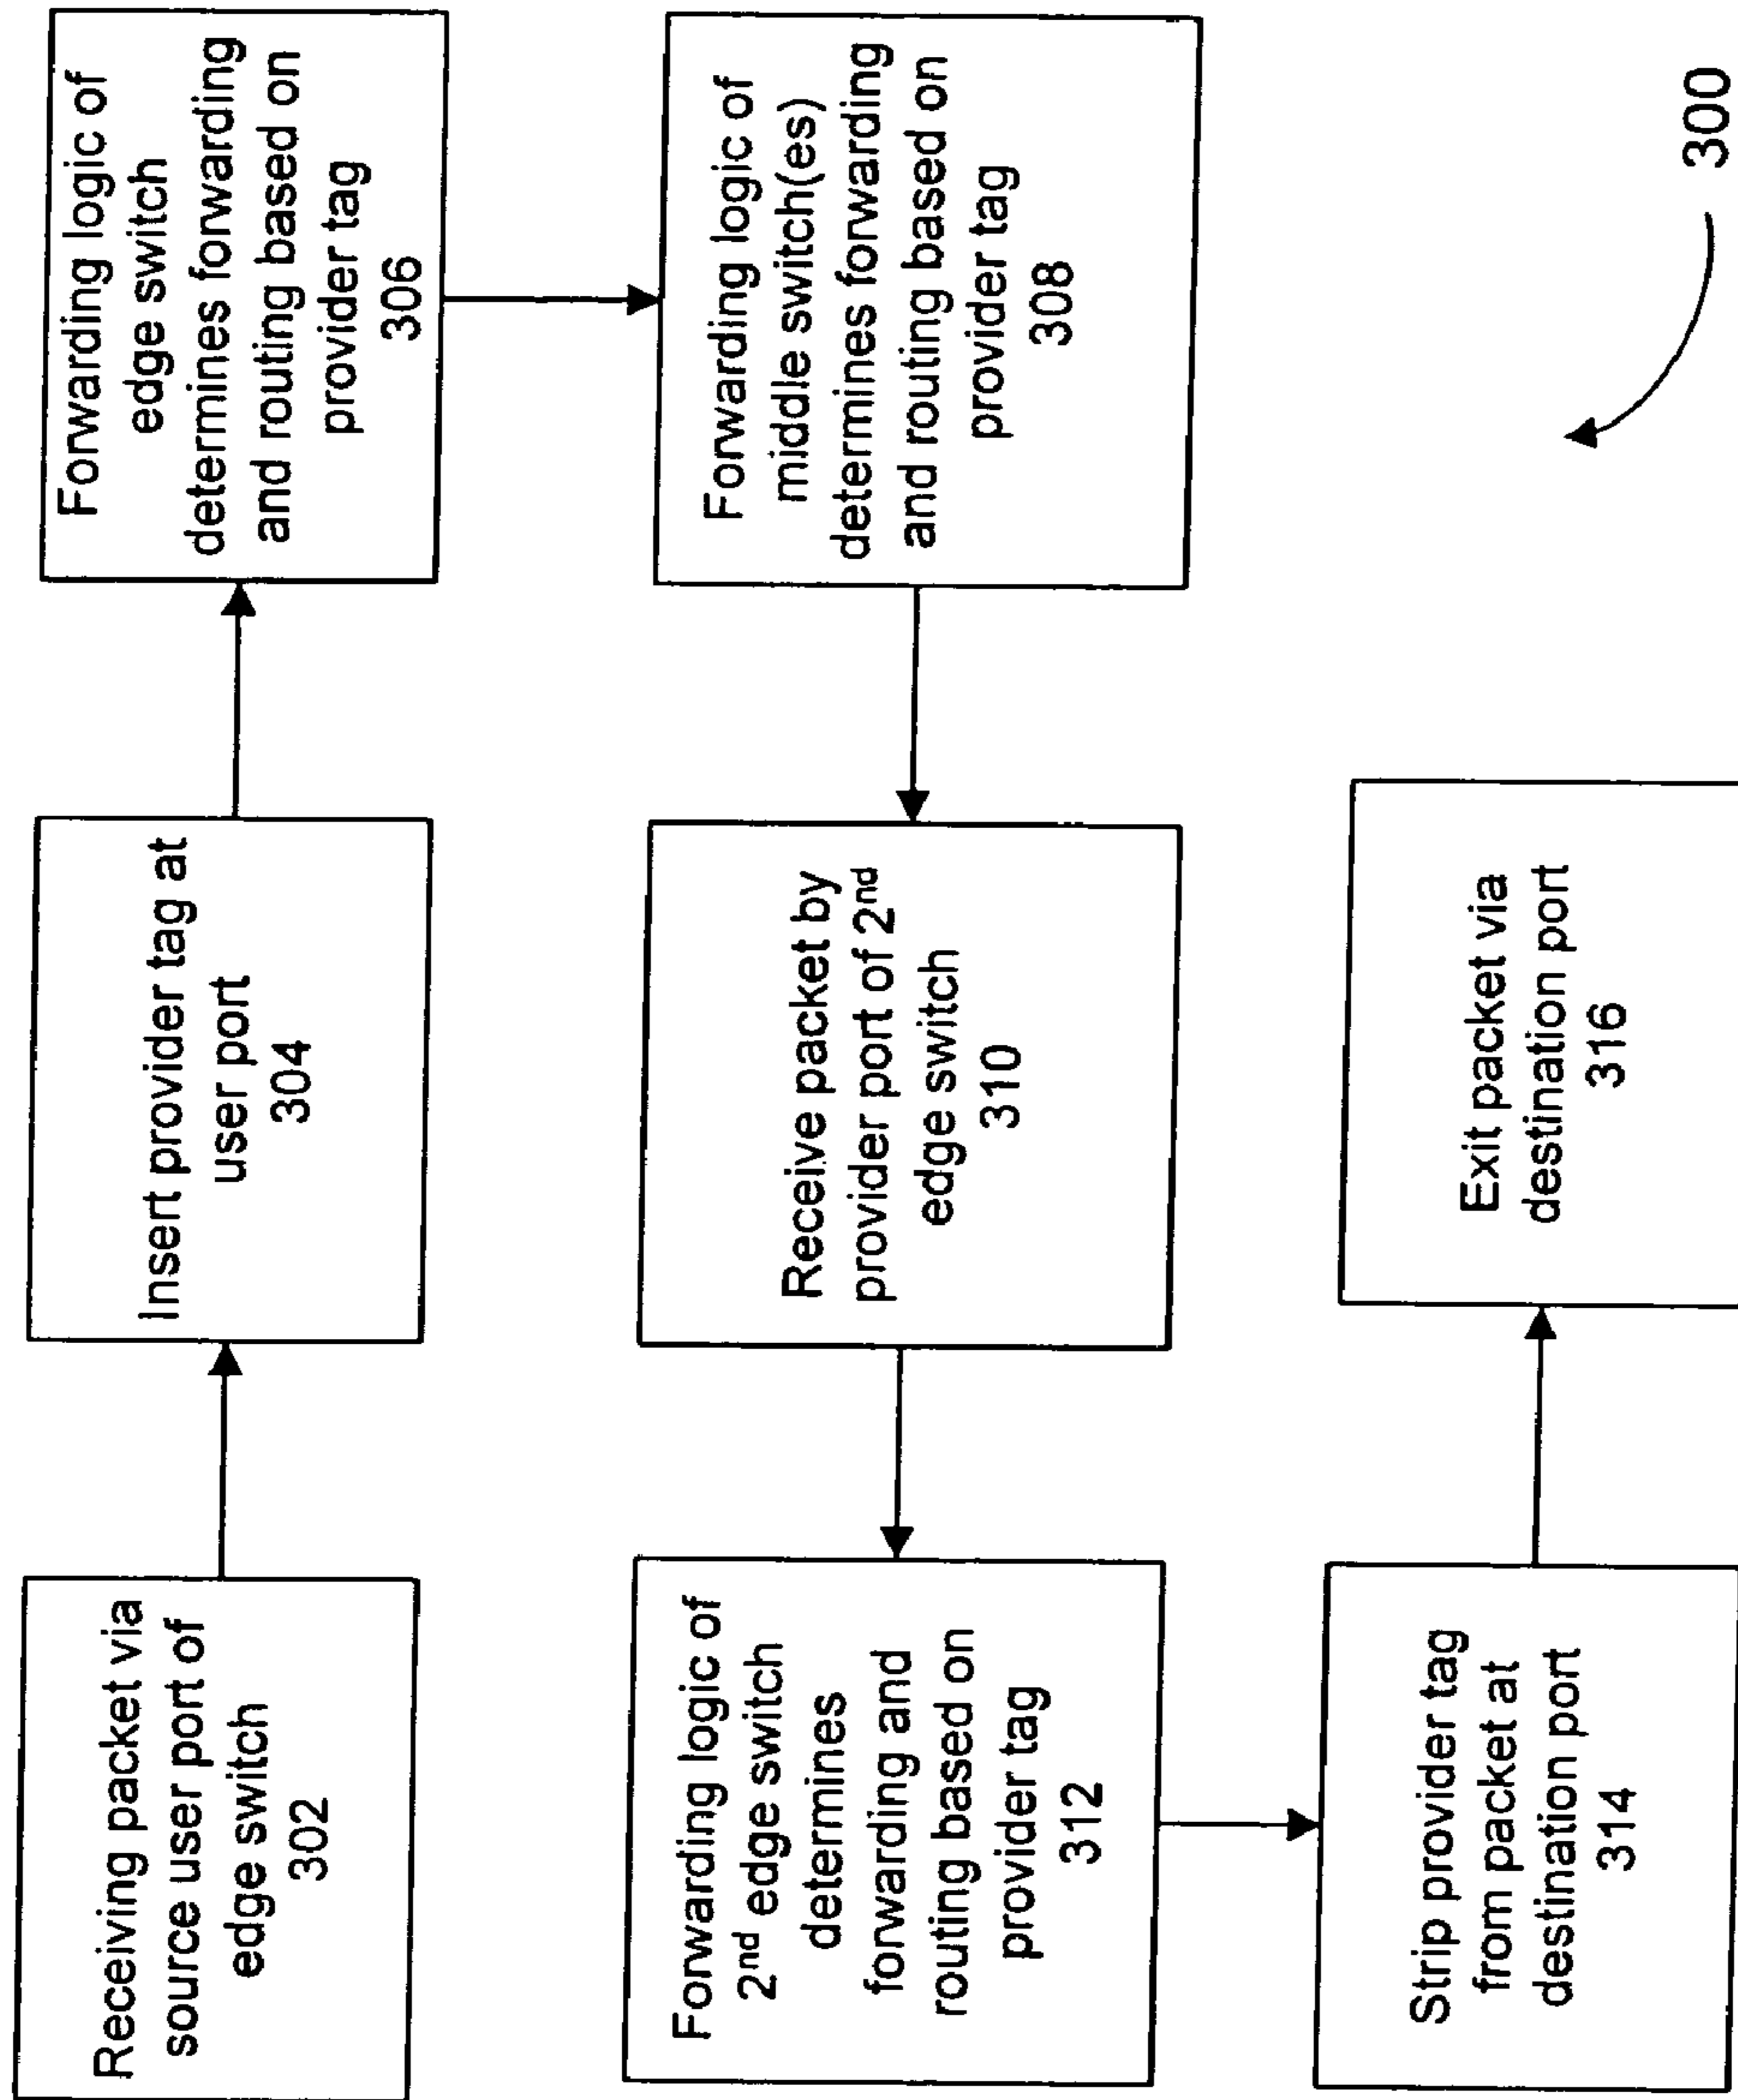 Receiving packet via
source user port of
edge switch
302
Insert provider tag at
user port
304
Forwarding logic of
edge switch
determines forwarding
and routing based on
provider tag
306
Forwarding logic of
middle switch(es)
determines forwarding
and routing based on
provider tag
308
Receive packet by
provider port of 2nd
edge switch
310
Forwarding logic of
2nd edge switch
determines
forwarding and
routing based on
provider tag
312
Strip provider tag
from packet at
destination port
314
Exit packet via
destination port
316
300